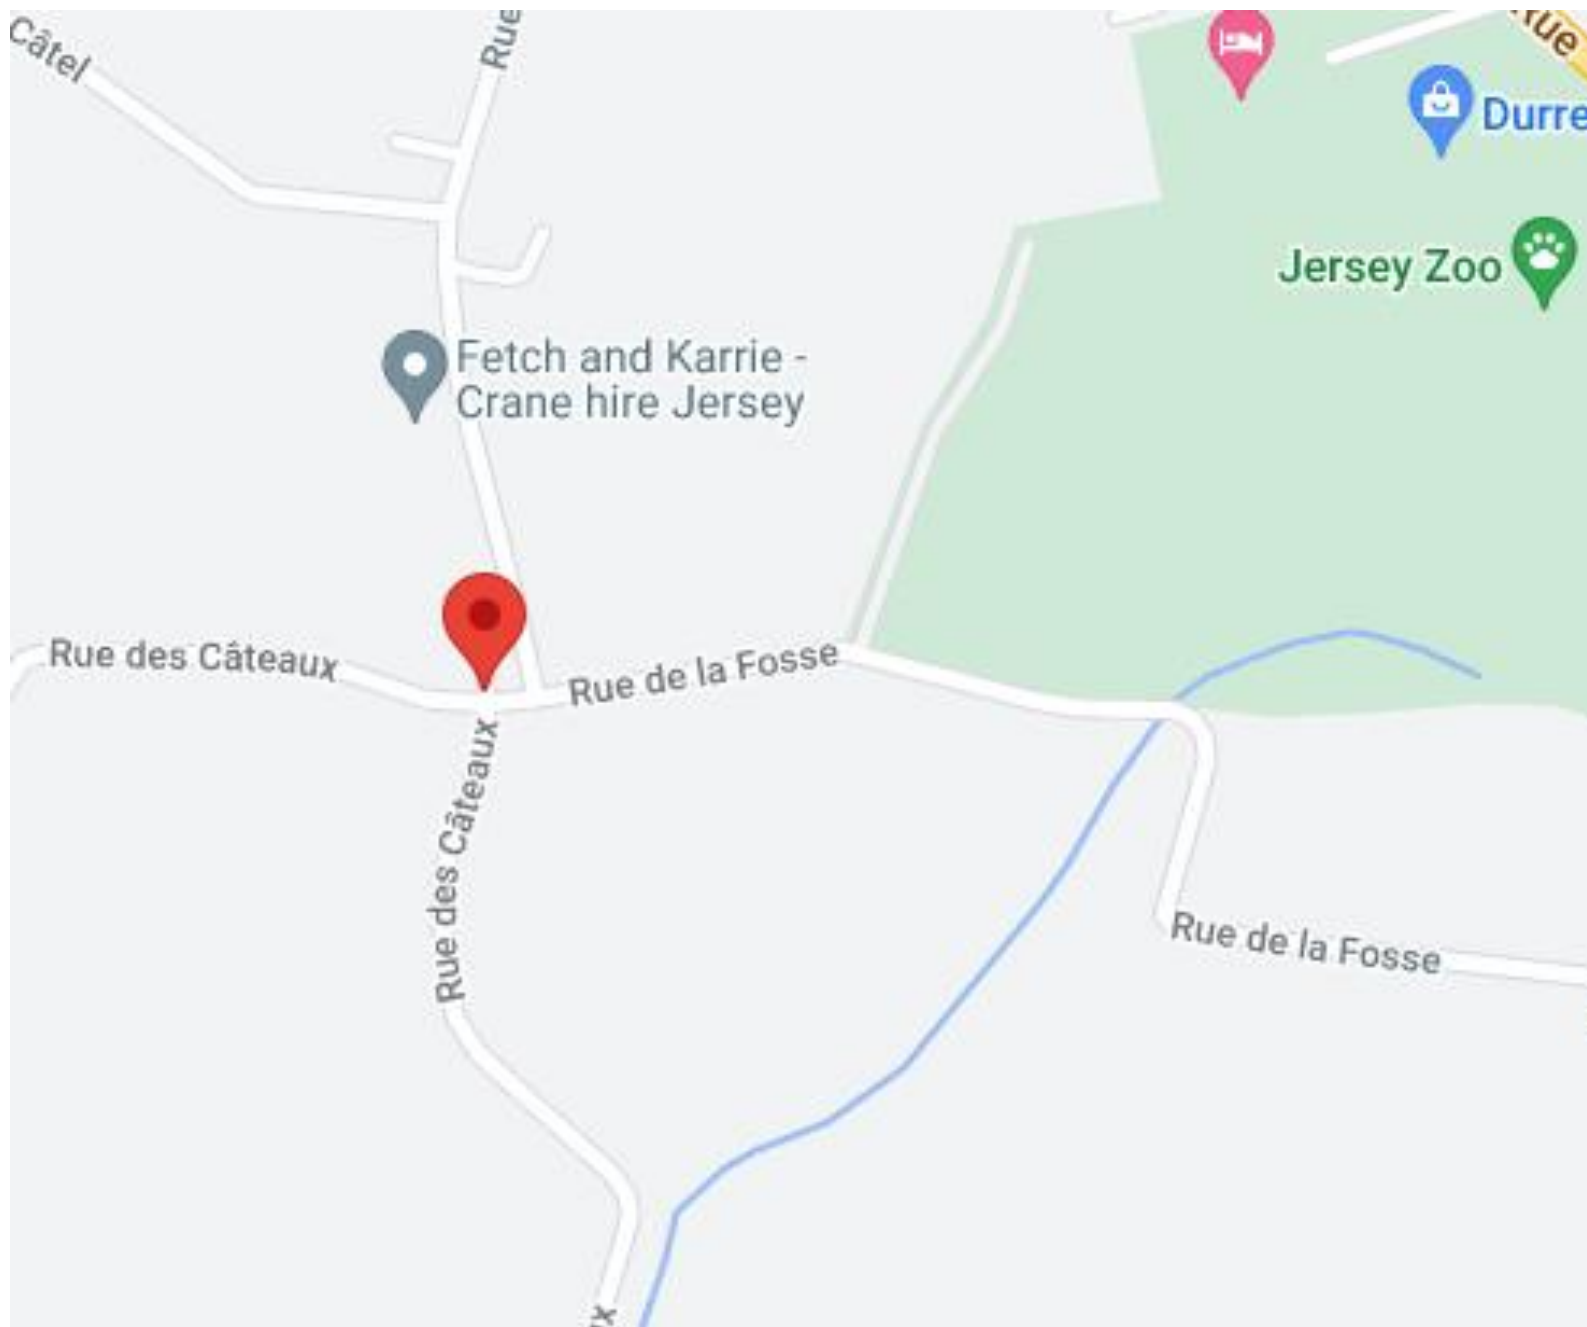 Câtel
Rue
Rue
Durre
Jersey Zoo
Fetch and Karrie -
Crane hire Jersey
Rue des Câteaux
Rue de la Fosse
Rue des Câteaux
Rue de la Fosse
x